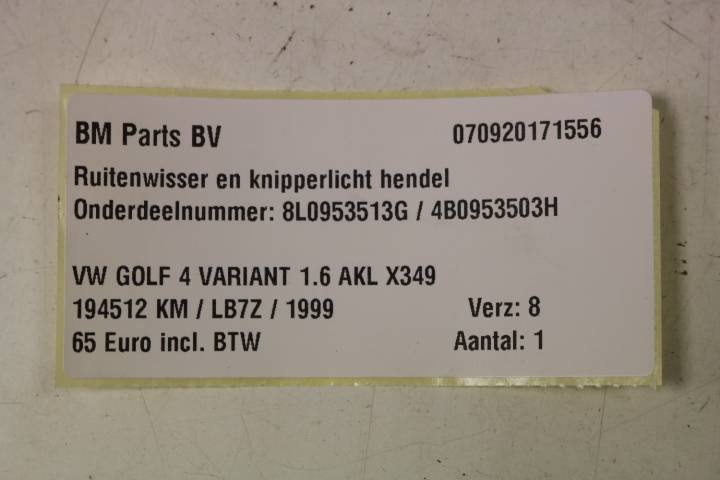 BM Parts BV 070920171556
Ruitenwisser en knipperlicht hendel
Onderdeelnummer: 8L0953513G / 4B0953503H
VW GOLF 4 VARIANT 1.6 AKL X349
194512 KM / LB7Z / 1999 Verz: 8
65 Euro incl. BTW Aantal: 1